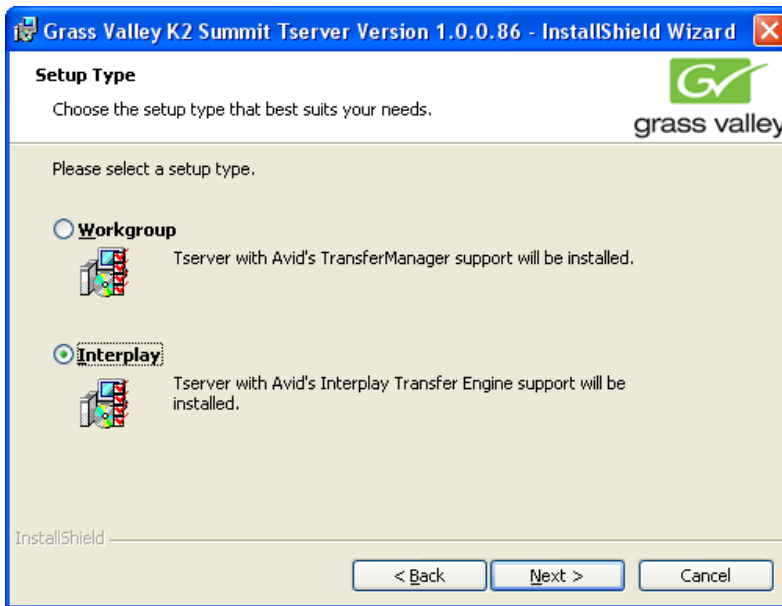 Grass Valley K2 Summit Tserver Version 1.0.0.86 - InstallShield Wizard
Setup Type
Choose the setup type that best suits your needs.
GV
grass valley
Please select a setup type.
Workgroup
Tserver with Avid's TransferManager support will be installed.
Interplay
Tserver with Avid's Interplay Transfer Engine support will be
installed.
InstallShield
< Back
Next >
Cancel